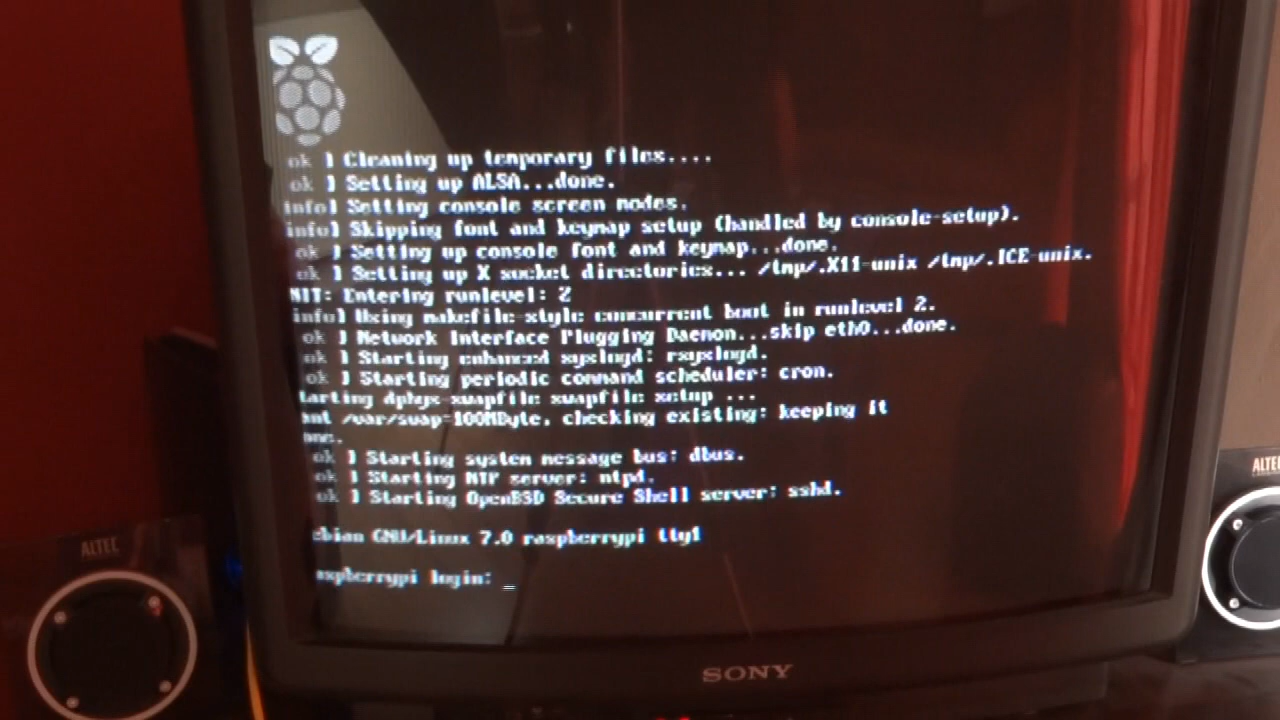 ok ] Cleaning up temporary files....
ok ] Setting up ALSA...done.
info] Setting console screen modes.
info] Skipping font and keymap setup (handled by console-setup).
ok ] Setting up console font and keymap...done.
ok ] Setting up X socket directories... /tmp/.X11-unix /tmp/.ICE-unix.
NIT: Entering runlevel: 2
info] Using makefile-style concurrent boot in runlevel 2.
ok ] Network Interface Plugging Daemon...skip eth0...done.
ok ] Starting enhanced syslogd: rsyslogd.
ok ] Starting periodic command scheduler: cron.
tarting dphys-swapfile swapfile setup ...
ant /var/swap=100MByte, checking existing: keeping it
one.
ok ] Starting system message bus: dbus.
ok ] Starting NTP server: ntpd.
ok ] Starting OpenBSD Secure Shell server: sshd.
ebian GNU/Linux 7.0 raspberrypi tty1
aspberrypi login: _
ALTEC
ALTEC
SONY